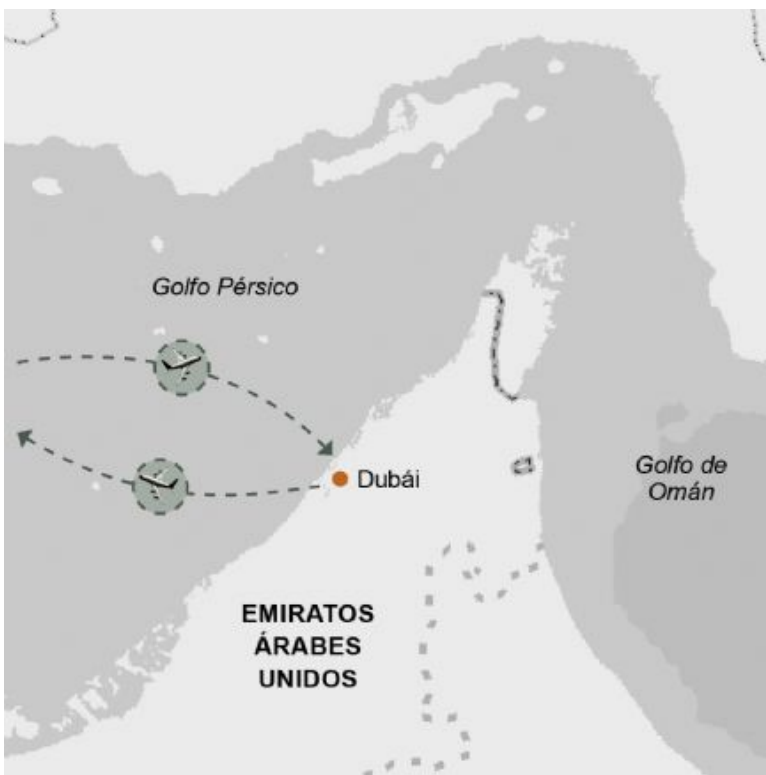 Golfo Pérsico
Dubái
Golfo de
Omán
EMIRATOS
ÁRABES
UNIDOS